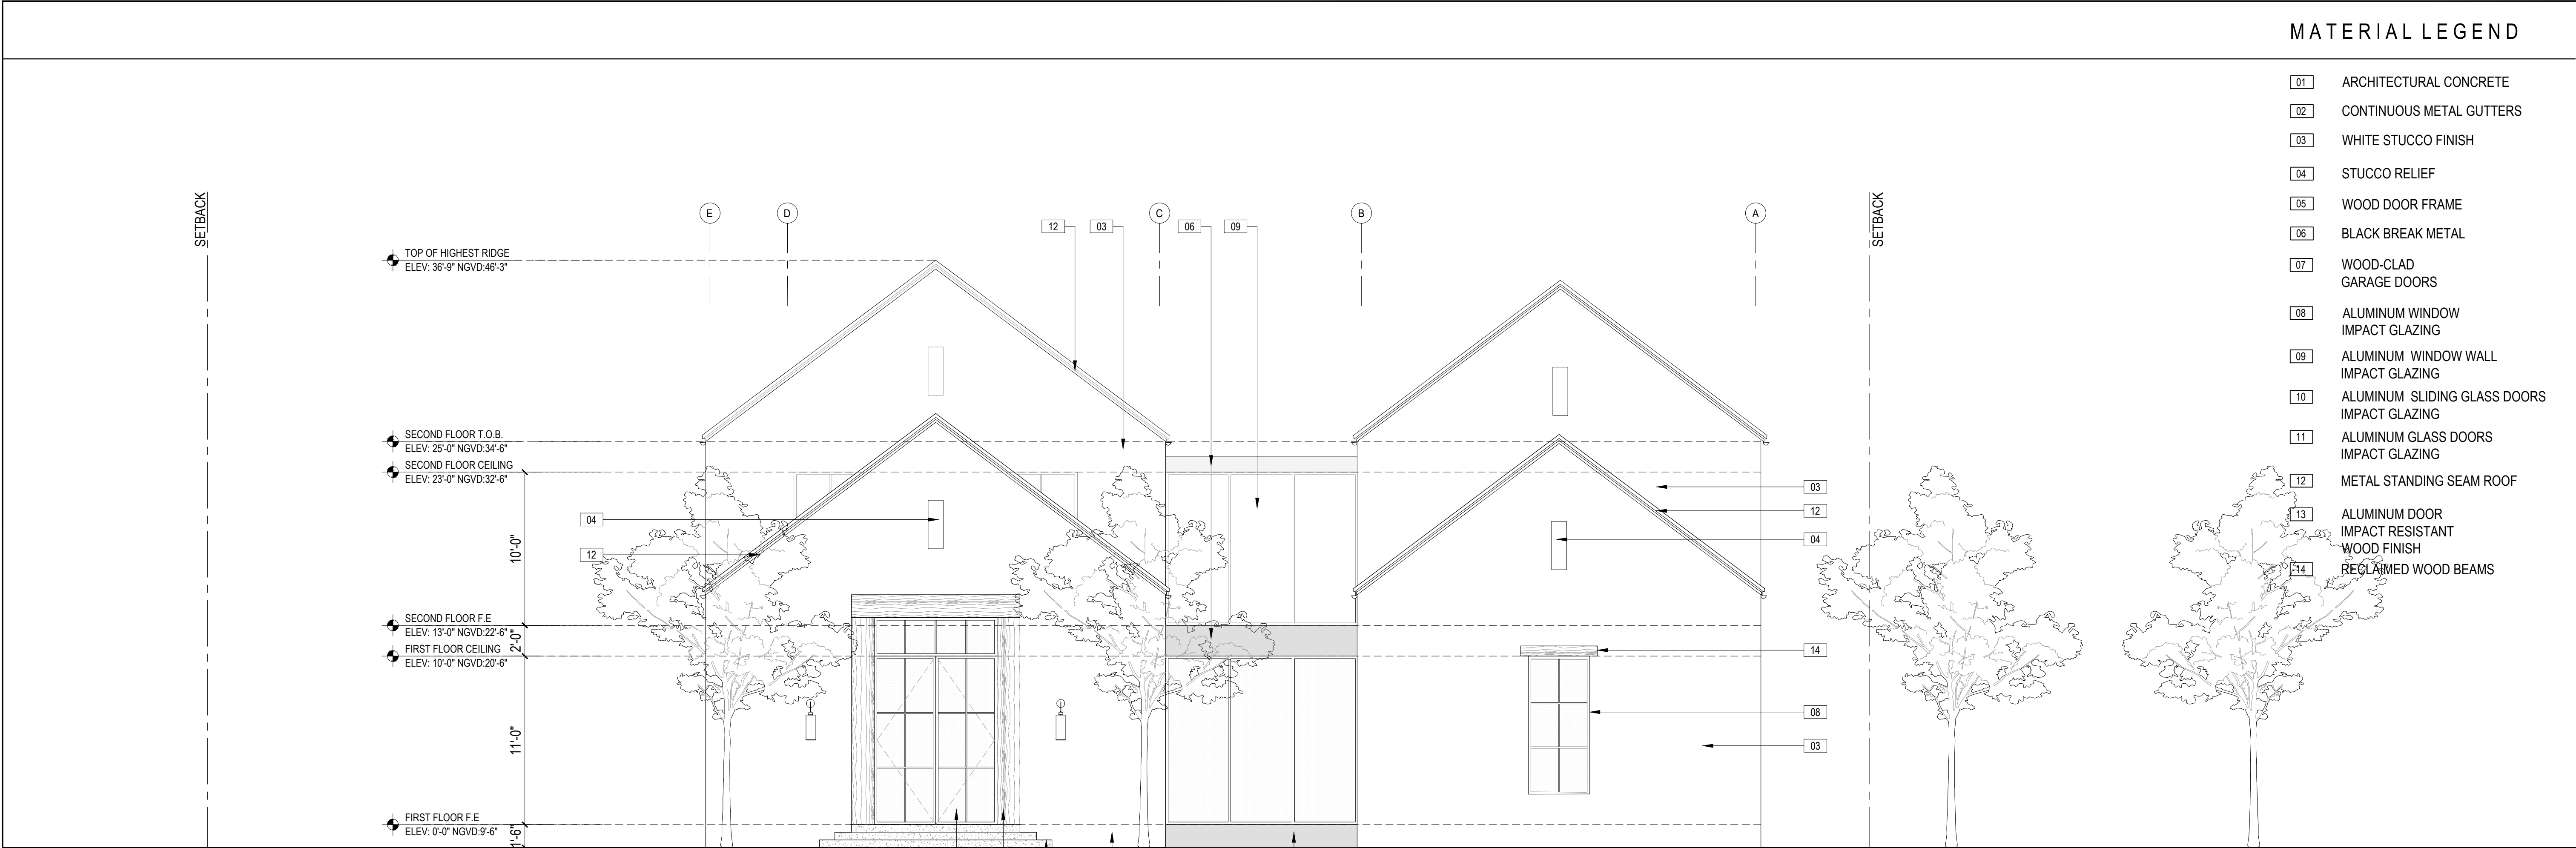 MATERIAL LEGEND
01 ARCHITECTURAL CONCRETE
02 CONTINUOUS METAL GUTTERS
03 WHITE STUCCO FINISH
04 STUCCO RELIEF
05 WOOD DOOR FRAME
06 BLACK BREAK METAL
07 WOOD-CLAD
GARAGE DOORS
08 ALUMINUM WINDOW
IMPACT GLAZING
09 ALUMINUM WINDOW WALL
IMPACT GLAZING
10 ALUMINUM SLIDING GLASS DOORS
IMPACT GLAZING
11 ALUMINUM GLASS DOORS
IMPACT GLAZING
12 METAL STANDING SEAM ROOF
13 ALUMINUM DOOR
IMPACT RESISTANT
WOOD FINISH
14 RECLAIMED WOOD BEAMS
SETBACK
E
D
C
B
A
SETBACK
12
03
06
09
TOP OF HIGHEST RIDGE
ELEV: 36'-9" NGVD:46'-3"
SECOND FLOOR T.O.B.
ELEV: 25'-0" NGVD:34'-6"
SECOND FLOOR CEILING
ELEV: 23'-0" NGVD:32'-6"
SECOND FLOOR F.E
ELEV: 13'-0" NGVD:22'-6"
FIRST FLOOR CEILING
ELEV: 10'-0" NGVD:20'-6"
FIRST FLOOR F.E
ELEV: 0'-0" NGVD:9'-6"
10'-0"
2'-0"
11'-0"
1'-6"
04
12
03
12
04
14
08
03